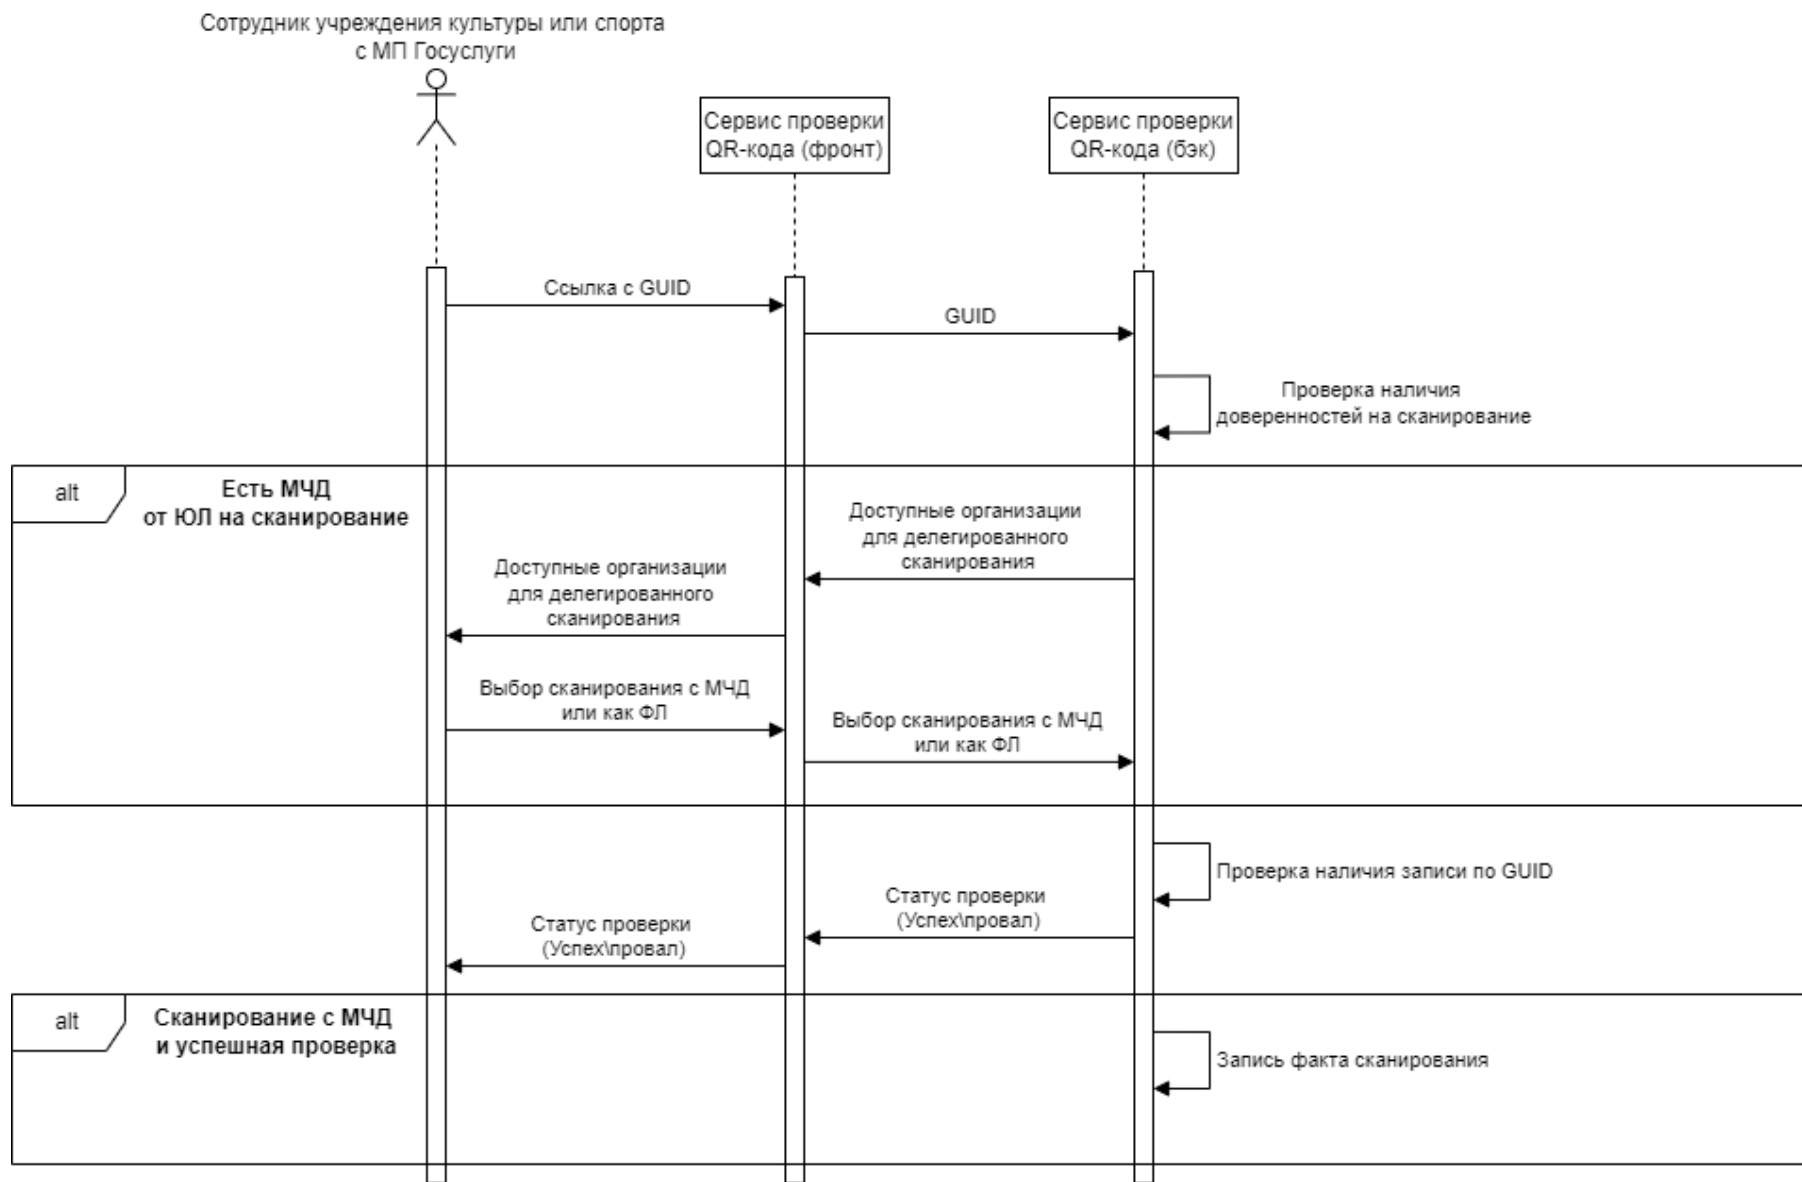 Сотрудник учреждения культуры или спорта
с МП Госуслуги
Сервис проверки
QR-кода (фронт)
Сервис проверки
QR-кода (бэк)
Ссылка с GUID
GUID
Проверка наличия
доверенностей на сканирование
alt
Есть МЧД
от ЮЛ на сканирование
Доступные организации
для делегированного
сканирования
Доступные организации
для делегированного
сканирования
Выбор сканирования с МЧД
или как ФЛ
Выбор сканирования с МЧД
или как ФЛ
Проверка наличия записи по GUID
Статус проверки
(Успех\провал)
Статус проверки
(Успех\провал)
alt
Сканирование с МЧД
и успешная проверка
Запись факта сканирования